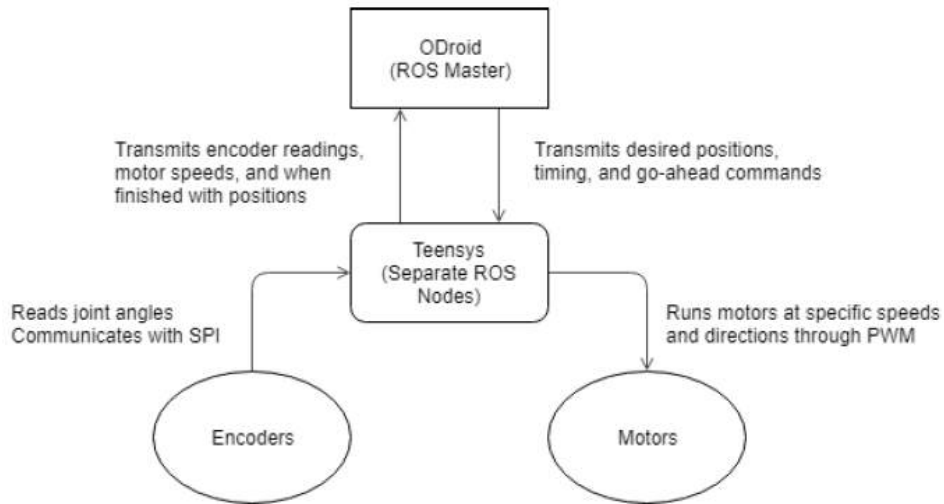 ODroid
(ROS Master)
Transmits encoder readings,
motor speeds, and when
finished with positions
Transmits desired positions,
timing, and go-ahead commands
Teensys
(Separate ROS
Nodes)
Reads joint angles
Communicates with SPI
Runs motors at specific speeds
and directions through PWM
Encoders
Motors